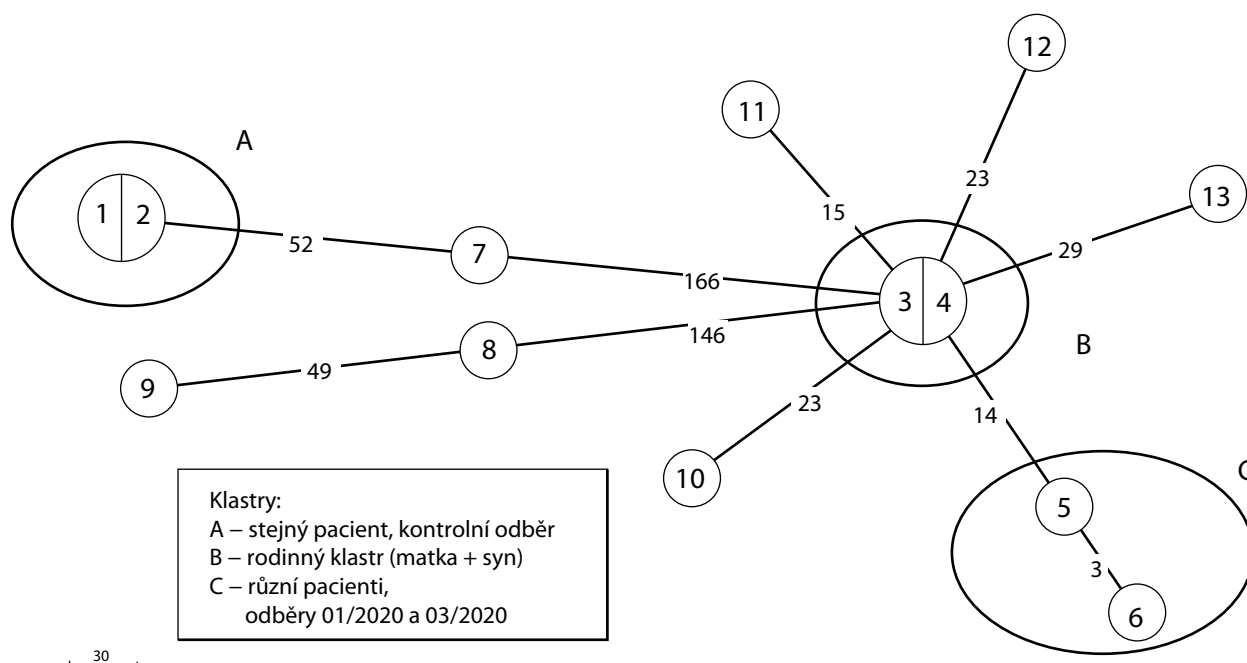 12
11
A
1 2
13
23
15
52
7
29
166
3 4
8
146
B
49
9
23
14
10
C
5
3
6
Klastry:
A – stejný pacient, kontrolní odběr
B – rodinný klastr (matka + syn)
C – různí pacienti,
odběry 01/2020 a 03/2020
30